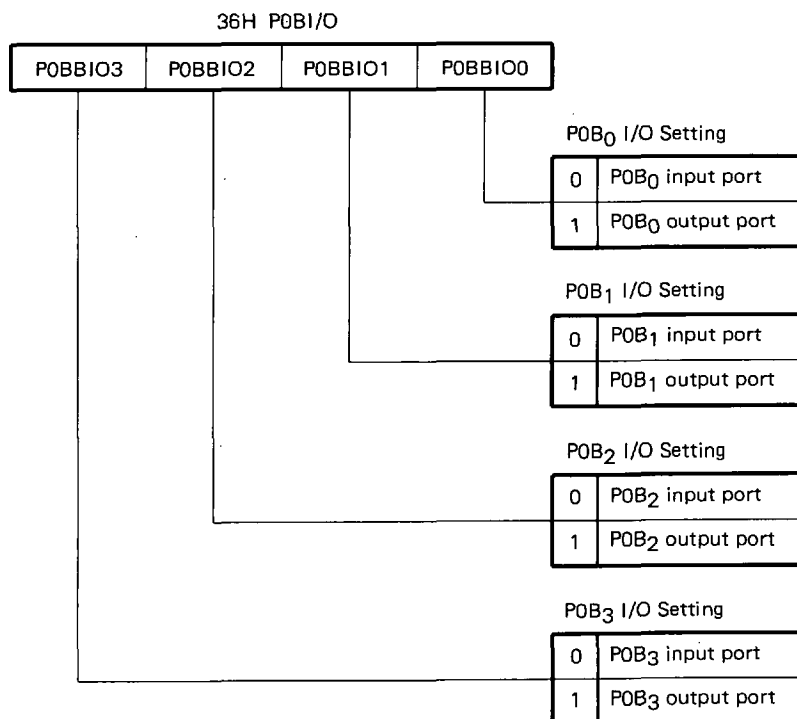 36H P0BI/O
P0BBIO3 P0BBIO2 P0BBIO1 P0BBIO0
P0B0 I/O Setting
0 P0B0 input port
1 P0B0 output port
P0B1 I/O Setting
0 P0B1 input port
1 P0B1 output port
P0B2 I/O Setting
0 P0B2 input port
1 P0B2 output port
P0B3 I/O Setting
0 P0B3 input port
1 P0B3 output port